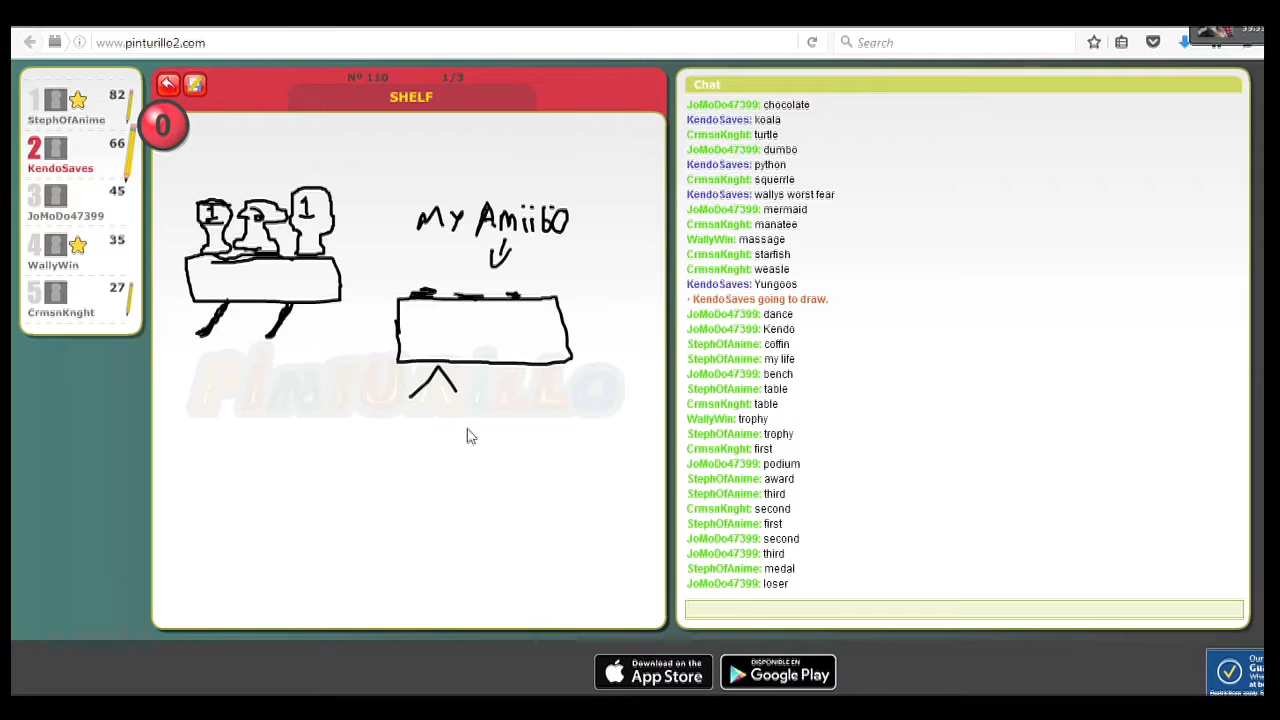 www.pinturillo2.com
Search
1 82
StephOfAnime
2 66
KendoSaves
3 45
JoMoDo47399
4 35
WallyWin
5 27
CrmsnKnght
0
Nº 110 1/3
SHELF
1 2 1
My Amiibo
PINTURILLO
Chat
JoMoDo47399: chocolate
KendoSaves: koala
CrmsnKnght: turtle
JoMoDo47399: dumbo
KendoSaves: python
CrmsnKnght: squerrle
KendoSaves: wallys worst fear
JoMoDo47399: mermaid
CrmsnKnght: manatee
WallyWin: massage
CrmsnKnght: starfish
CrmsnKnght: weasle
KendoSaves: Yungoos
· KendoSaves going to draw.
JoMoDo47399: dance
JoMoDo47399: Kendo
StephOfAnime: coffin
StephOfAnime: my life
JoMoDo47399: bench
StephOfAnime: table
CrmsnKnght: table
WallyWin: trophy
StephOfAnime: trophy
CrmsnKnght: first
JoMoDo47399: podium
StephOfAnime: award
StephOfAnime: third
CrmsnKnght: second
StephOfAnime: first
JoMoDo47399: second
JoMoDo47399: third
StephOfAnime: medal
JoMoDo47399: loser
Download on the
App Store
DISPONIBLE EN
Google Play
Our